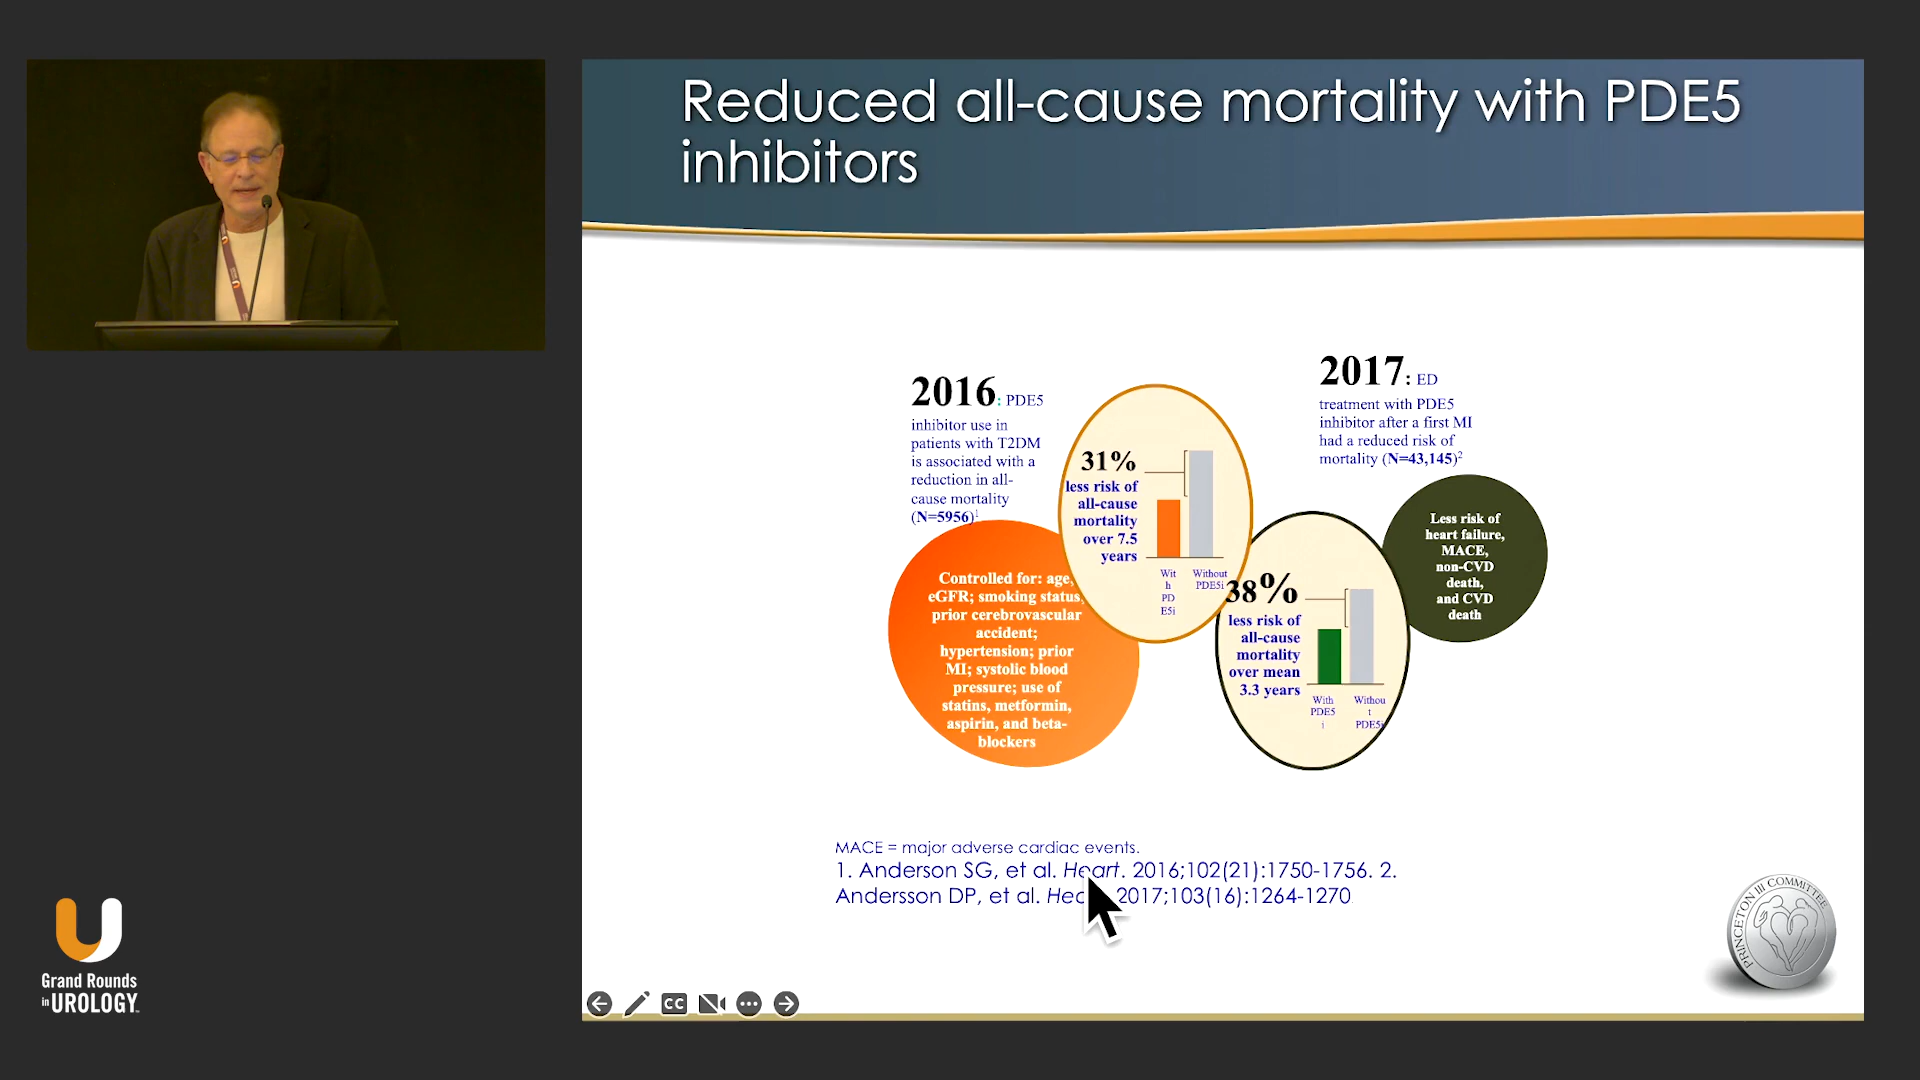 Reduced all-cause mortality with PDE5
inhibitors
2016: PDE5
inhibitor use in
patients with T2DM
is associated with a
reduction in all-
cause mortality
(N=5956)1
Controlled for: age,
eGFR; smoking status,
prior cerebrovascular
accident;
hypertension; prior
MI; systolic blood
pressure; use of
statins, metformin,
aspirin, and beta-
blockers
31%
less risk of
all-cause
mortality
over 7.5
years
Wit
h
PD
E5i
Without
PDE5i
2017: ED
treatment with PDE5
inhibitor after a first MI
had a reduced risk of
mortality (N=43,145)2
38%
less risk of
all-cause
mortality
over mean
3.3 years
With
PDE5
i
Withou
t
PDE5i
Less risk of
heart failure,
MACE,
non-CVD
death,
and CVD
death
MACE = major adverse cardiac events.
1. Anderson SG, et al. Heart. 2016;102(21):1750-1756. 2.
Andersson DP, et al. 2017;103(16):1264-1270
PRINCETON III COMMITTEE
CC
U
Grand Rounds
in UROLOGY